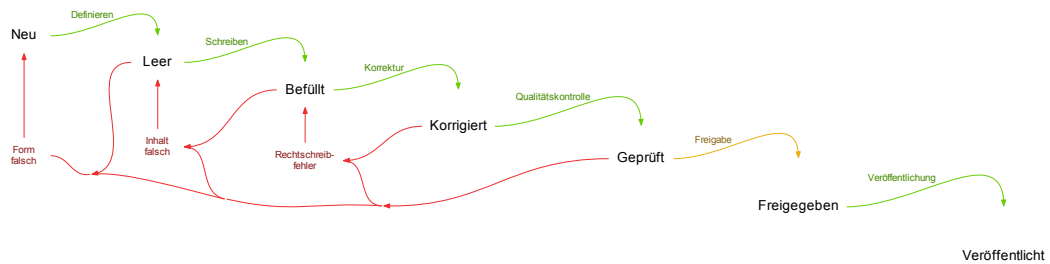 Definieren
Neu
Schreiben
Leer
Korrektur
Befüllt
Qualitätskontrolle
Korrigiert
Freigabe
Form
falsch
Inhalt
falsch
Rechtschreib-
fehler
Geprüft
Veröffentlichung
Freigegeben
Veröffentlicht